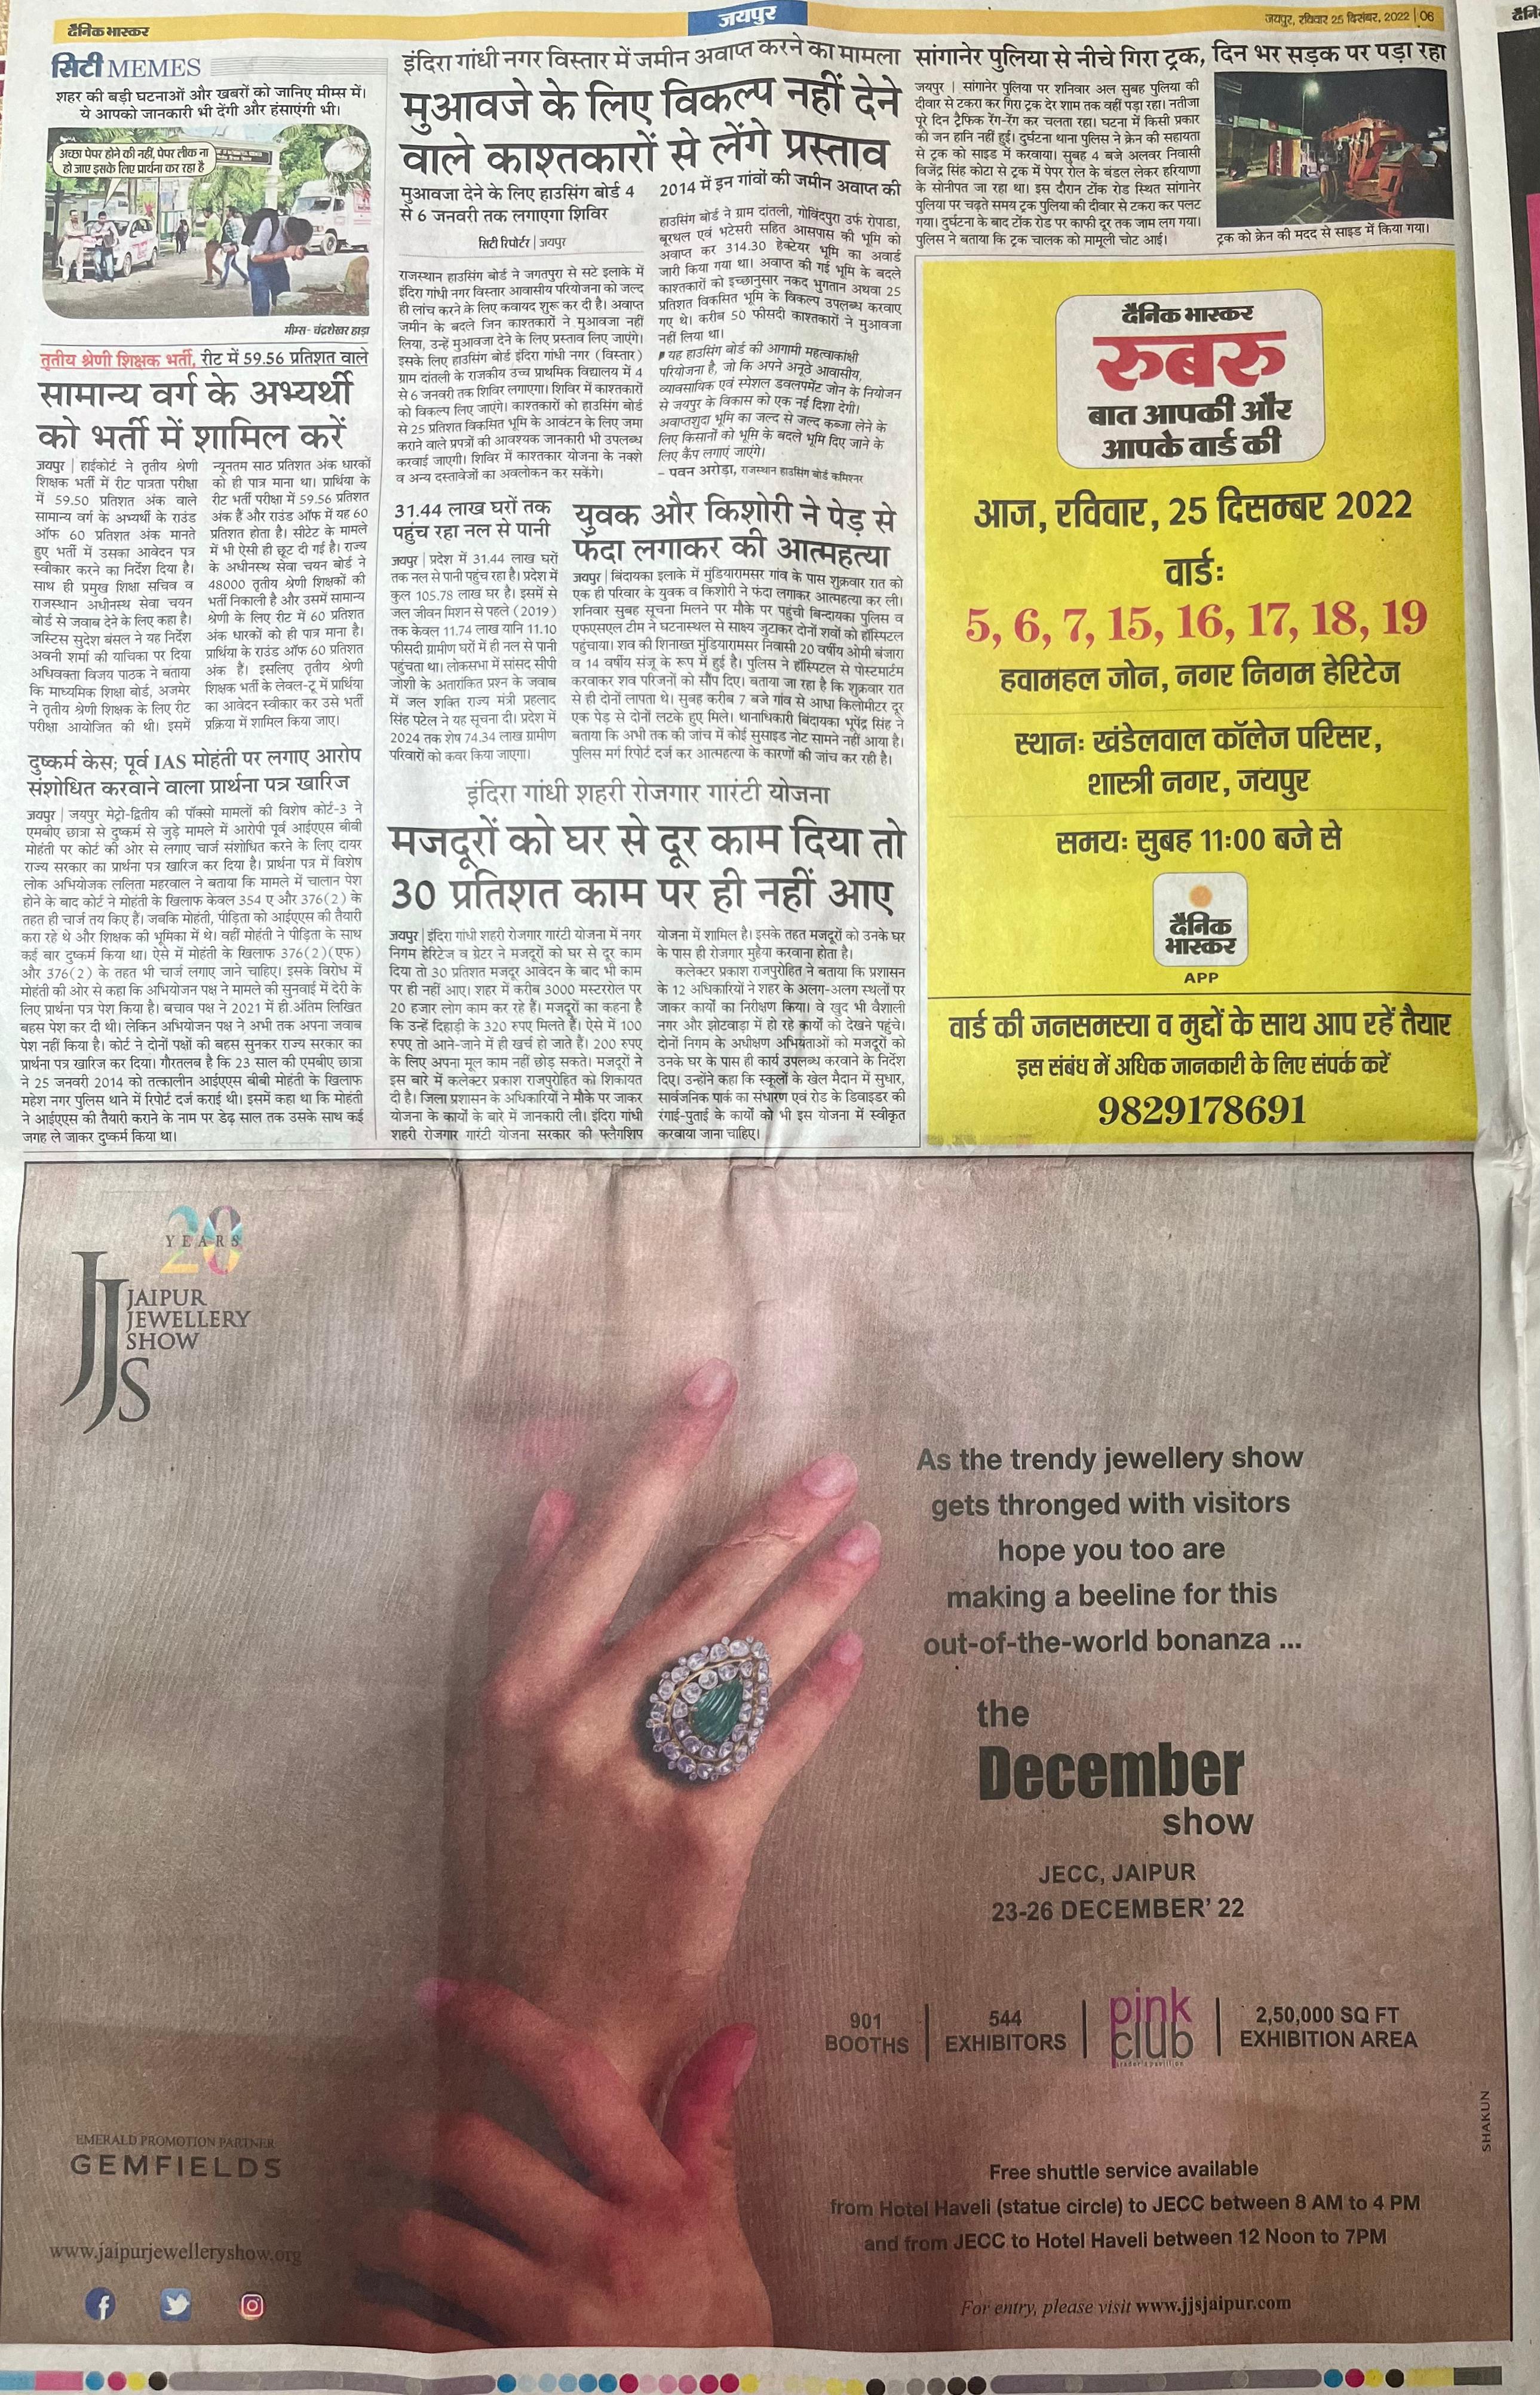 दैनिक भास्कर
जयपुर
जयपुर, रविवार 25 दिसंबर, 2022 | 06
सिटी MEMES
शहर की बड़ी घटनाओं और खबरों को जानिए मीम्स में।
ये आपको जानकारी भी देंगी और हंसाएंगी भी।
अच्छा पेपर होने की नहीं, पेपर लीक ना
हो जाए इसके लिए प्रार्थना कर रहा है
मीम्स- चंद्रशेखर हाड़ा
तृतीय श्रेणी शिक्षक भर्ती, रीट में 59.56 प्रतिशत वाले
सामान्य वर्ग के अभ्यर्थी
को भर्ती में शामिल करें
जयपुर | हाईकोर्ट ने तृतीय श्रेणी
शिक्षक भर्ती में रीट पात्रता परीक्षा
में 59.50 प्रतिशत अंक वाले
सामान्य वर्ग के अभ्यर्थी के राउंड
ऑफ 60 प्रतिशत अंक मानते
हुए भर्ती में उसका आवेदन पत्र
स्वीकार करने का निर्देश दिया है।
साथ ही प्रमुख शिक्षा सचिव व
राजस्थान अधीनस्थ सेवा चयन
बोर्ड से जवाब देने के लिए कहा है।
जस्टिस सुदेश बंसल ने यह निर्देश
अवनी शर्मा की याचिका पर दिया
अधिवक्ता विजय पाठक ने बताया
कि माध्यमिक शिक्षा बोर्ड, अजमेर
ने तृतीय श्रेणी शिक्षक के लिए रीट
परीक्षा आयोजित की थी। इसमें
न्यूनतम साठ प्रतिशत अंक धारकों
को ही पात्र माना था। प्रार्थिया के
रीट भर्ती परीक्षा में 59.56 प्रतिशत
अंक हैं और राउंड ऑफ में यह 60
प्रतिशत होता है। सीटेट के मामले
में भी ऐसी ही छूट दी गई है। राज्य
के अधीनस्थ सेवा चयन बोर्ड ने
48000 तृतीय श्रेणी शिक्षकों की
भर्ती निकाली है और उसमें सामान्य
श्रेणी के लिए रीट में 60 प्रतिशत
अंक धारकों को ही पात्र माना है।
प्रार्थिया के राउंड ऑफ 60 प्रतिशत
अंक हैं। इसलिए तृतीय श्रेणी
शिक्षक भर्ती के लेवल-टू में प्रार्थिया
का आवेदन स्वीकार कर उसे भर्ती
प्रक्रिया में शामिल किया जाए।
दुष्कर्म केस; पूर्व IAS मोहंती पर लगाए आरोप
संशोधित करवाने वाला प्रार्थना पत्र खारिज
जयपुर | जयपुर मेट्रो-द्वितीय की पॉक्सो मामलों की विशेष कोर्ट-3 ने
एमबीए छात्रा से दुष्कर्म से जुड़े मामले में आरोपी पूर्व आईएएस बीबी
मोहंती पर कोर्ट की ओर से लगाए चार्ज संशोधित करने के लिए दायर
राज्य सरकार का प्रार्थना पत्र खारिज कर दिया है। प्रार्थना पत्र में विशेष
लोक अभियोजक ललिता महरवाल ने बताया कि मामले में चालान पेश
होने के बाद कोर्ट ने मोहंती के खिलाफ केवल 354 ए और 376(2) के
तहत ही चार्ज तय किए हैं। जबकि मोहंती, पीड़िता को आईएएस की तैयारी
करा रहे थे और शिक्षक की भूमिका में थे। वहीं मोहंती ने पीड़िता के साथ
कई बार दुष्कर्म किया था। ऐसे में मोहंती के खिलाफ 376(2)(एफ)
और 376(2) के तहत भी चार्ज लगाए जाने चाहिए। इसके विरोध में
मोहंती की ओर से कहा कि अभियोजन पक्ष ने मामले की सुनवाई में देरी के
लिए प्रार्थना पत्र पेश किया है। बचाव पक्ष ने 2021 में ही अंतिम लिखित
बहस पेश कर दी थी। लेकिन अभियोजन पक्ष ने अभी तक अपना जवाब
पेश नहीं किया है। कोर्ट ने दोनों पक्षों की बहस सुनकर राज्य सरकार का
प्रार्थना पत्र खारिज कर दिया। गौरतलब है कि 23 साल की एमबीए छात्रा
ने 25 जनवरी 2014 को तत्कालीन आईएएस बीबी मोहंती के खिलाफ
महेश नगर पुलिस थाने में रिपोर्ट दर्ज कराई थी। इसमें कहा था कि मोहंती
ने आईएएस की तैयारी कराने के नाम पर डेढ़ साल तक उसके साथ कई
जगह ले जाकर दुष्कर्म किया था।
इंदिरा गांधी नगर विस्तार में जमीन अवाप्त करने का मामला
मुआवजे के लिए विकल्प नहीं देने
वाले काश्तकारों से लेंगे प्रस्ताव
मुआवजा देने के लिए हाउसिंग बोर्ड 4
से 6 जनवरी तक लगाएगा शिविर
सिटी रिपोर्टर | जयपुर
राजस्थान हाउसिंग बोर्ड ने जगतपुरा से सटे इलाके में
इंदिरा गांधी नगर विस्तार आवासीय परियोजना को जल्द
ही लांच करने के लिए कवायद शुरू कर दी है। अवाप्त
जमीन के बदले जिन काश्तकारों ने मुआवजा नहीं
लिया, उन्हें मुआवजा देने के लिए प्रस्ताव लिए जाएंगे।
इसके लिए हाउसिंग बोर्ड इंदिरा गांधी नगर (विस्तार)
ग्राम दांतली के राजकीय उच्च प्राथमिक विद्यालय में 4
से 6 जनवरी तक शिविर लगाएगा। शिविर में काश्तकारों
को विकल्प लिए जाएंगे। काश्तकारों को हाउसिंग बोर्ड
से 25 प्रतिशत विकसित भूमि के आवंटन के लिए जमा
कराने वाले प्रपत्रों की आवश्यक जानकारी भी उपलब्ध
करवाई जाएगी। शिविर में काश्तकार योजना के नक्शे
व अन्य दस्तावेजों का अवलोकन कर सकेंगे।
2014 में इन गांवों की जमीन अवाप्त की
हाउसिंग बोर्ड ने ग्राम दांतली, गोविंदपुरा उर्फ रोपाडा,
बूरथल एवं भटेसरी सहित आसपास की भूमि को
अवाप्त कर 314.30 हेक्टेयर भूमि का अवार्ड
जारी किया गया था। अवाप्त की गई भूमि के बदले
काश्तकारों को इच्छानुसार नकद भुगतान अथवा 25
प्रतिशत विकसित भूमि के विकल्प उपलब्ध करवाए
गए थे। करीब 50 फीसदी काश्तकारों ने मुआवजा
नहीं लिया था।
यह हाउसिंग बोर्ड की आगामी महत्वाकांक्षी
परियोजना है, जो कि अपने अनूठे आवासीय,
व्यावसायिक एवं स्पेशल डवलपमेंट जोन के नियोजन
से जयपुर के विकास को एक नई दिशा देगी।
अवाप्तशुदा भूमि का जल्द से जल्द कब्जा लेने के
लिए किसानों को भूमि के बदले भूमि दिए जाने के
लिए कैंप लगाएं जाएंगे।
- पवन अरोड़ा, राजस्थान हाउसिंग बोर्ड कमिश्नर
31.44 लाख घरों तक
पहुंच रहा नल से पानी
जयपुर | प्रदेश में 31.44 लाख घरों
तक नल से पानी पहुंच रहा है। प्रदेश में
कुल 105.78 लाख घर है। इसमें से
जल जीवन मिशन से पहले (2019)
तक केवल 11.74 लाख यानि 11.10
फीसदी ग्रामीण घरों में ही नल से पानी
पहुंचता था। लोकसभा में सांसद सीपी
जोशी के अतारांकित प्रश्न के जवाब
में जल शक्ति राज्य मंत्री प्रहलाद
सिंह पटेल ने यह सूचना दी। प्रदेश में
2024 तक शेष 74.34 लाख ग्रामीण
परिवारों को कवर किया जाएगा।
युवक और किशोरी ने पेड़ से
फंदा लगाकर की आत्महत्या
जयपुर | बिंदायका इलाके में मुंडियारामसर गांव के पास शुक्रवार रात को
एक ही परिवार के युवक व किशोरी ने फंदा लगाकर आत्महत्या कर ली।
शनिवार सुबह सूचना मिलने पर मौके पर पहुंची बिन्दायका पुलिस व
एफएसएल टीम ने घटनास्थल से साक्ष्य जुटाकर दोनों शवों को हॉस्पिटल
पहुंचाया। शव की शिनाख्त मुंडियारामसर निवासी 20 वर्षीय ओमी बंजारा
व 14 वर्षीय संजू के रूप में हुई है। पुलिस ने हॉस्पिटल से पोस्टमार्टम
करवाकर शव परिजनों को सौंप दिए। बताया जा रहा है कि शुक्रवार रात
से ही दोनों लापता थे। सुबह करीब 7 बजे गांव से आधा किलोमीटर दूर
एक पेड़ से दोनों लटके हुए मिले। थानाधिकारी बिंदायका भूपेंद्र सिंह ने
बताया कि अभी तक की जांच में कोई सुसाइड नोट सामने नहीं आया है।
पुलिस मर्ग रिपोर्ट दर्ज कर आत्महत्या के कारणों की जांच कर रही है।
इंदिरा गांधी शहरी रोजगार गारंटी योजना
मजदूरों को घर से दूर काम दिया तो
30 प्रतिशत काम पर ही नहीं आए
जयपुर | इंदिरा गांधी शहरी रोजगार गारंटी योजना में नगर
निगम हेरिटेज व ग्रेटर ने मजदूरों को घर से दूर काम
दिया तो 30 प्रतिशत मजदूर आवेदन के बाद भी काम
पर ही नहीं आए। शहर में करीब 3000 मस्टररोल पर
20 हजार लोग काम कर रहे हैं। मजदूरों का कहना है
कि उन्हें दिहाड़ी के 320 रुपए मिलते हैं। ऐसे में 100
रुपए तो आने-जाने में ही खर्च हो जाते हैं। 200 रुपए
के लिए अपना मूल काम नहीं छोड़ सकते। मजदूरों ने
इस बारे में कलेक्टर प्रकाश राजपुरोहित को शिकायत
दी है। जिला प्रशासन के अधिकारियों ने मौके पर जाकर
योजना के कार्यों के बारे में जानकारी ली। इंदिरा गांधी
शहरी रोजगार गारंटी योजना सरकार की फ्लैगशिप
योजना में शामिल है। इसके तहत मजदूरों को उनके घर
के पास ही रोजगार मुहैया करवाना होता है।
कलेक्टर प्रकाश राजपुरोहित ने बताया कि प्रशासन
के 12 अधिकारियों ने शहर के अलग-अलग स्थलों पर
जाकर कार्यों का निरीक्षण किया। वे खुद भी वैशाली
नगर और झोटवाड़ा में हो रहे कार्यों को देखने पहुंचे।
दोनों निगम के अधीक्षण अभियंताओं को मजदूरों को
उनके घर के पास ही कार्य उपलब्ध करवाने के निर्देश
दिए। उन्होंने कहा कि स्कूलों के खेल मैदान में सुधार,
सार्वजनिक पार्क का संधारण एवं रोड के डिवाइडर की
रंगाई-पुताई के कार्यों को भी इस योजना में स्वीकृत
करवाया जाना चाहिए।
सांगानेर पुलिया से नीचे गिरा ट्रक, दिन भर सड़क पर पड़ा रहा
जयपुर | सांगानेर पुलिया पर शनिवार अल सुबह पुलिया की
दीवार से टकरा कर गिरा ट्रक देर शाम तक वहीं पड़ा रहा। नतीजा
पूरे दिन ट्रैफिक रेंग-रेंग कर चलता रहा। घटना में किसी प्रकार
की जन हानि नहीं हुई। दुर्घटना थाना पुलिस ने क्रेन की सहायता
से ट्रक को साइड में करवाया। सुबह 4 बजे अलवर निवासी
विजेंद्र सिंह कोटा से ट्रक में पेपर रोल के बंडल लेकर हरियाणा
के सोनीपत जा रहा था। इस दौरान टोंक रोड स्थित सांगानेर
पुलिया पर चढ़ते समय ट्रक पुलिया की दीवार से टकरा कर पलट
गया। दुर्घटना के बाद टोंक रोड पर काफी दूर तक जाम लग गया।
पुलिस ने बताया कि ट्रक चालक को मामूली चोट आई।
ट्रक को क्रेन की मदद से साइड में किया गया।
दैनिक भास्कर
रुबरु
बात आपकी और
आपके वार्ड की
आज, रविवार, 25 दिसम्बर 2022
वार्ड:
5, 6, 7, 15, 16, 17, 18, 19
हवामहल जोन, नगर निगम हेरिटेज
स्थान: खंडेलवाल कॉलेज परिसर,
शास्त्री नगर, जयपुर
समय: सुबह 11:00 बजे से
दैनिक
भास्कर
APP
वार्ड की जनसमस्या व मुद्दों के साथ आप रहें तैयार
इस संबंध में अधिक जानकारी के लिए संपर्क करें
9829178691
20
YEARS
JJS
JAIPUR
JEWELLERY
SHOW
As the trendy jewellery show
gets thronged with visitors
hope you too are
making a beeline for this
out-of-the-world bonanza ...
the
December
show
JECC, JAIPUR
23-26 DECEMBER' 22
901
BOOTHS
544
EXHIBITORS
pink
club
2,50,000 SQ FT
EXHIBITION AREA
EMERALD PROMOTION PARTNER
GEMFIELDS
www.jaipurjewelleryshow.org
Free shuttle service available
from Hotel Haveli (statue circle) to JECC between 8 AM to 4 PM
and from JECC to Hotel Haveli between 12 Noon to 7PM
For entry, please visit www.jjsjaipur.com
SHAKUN